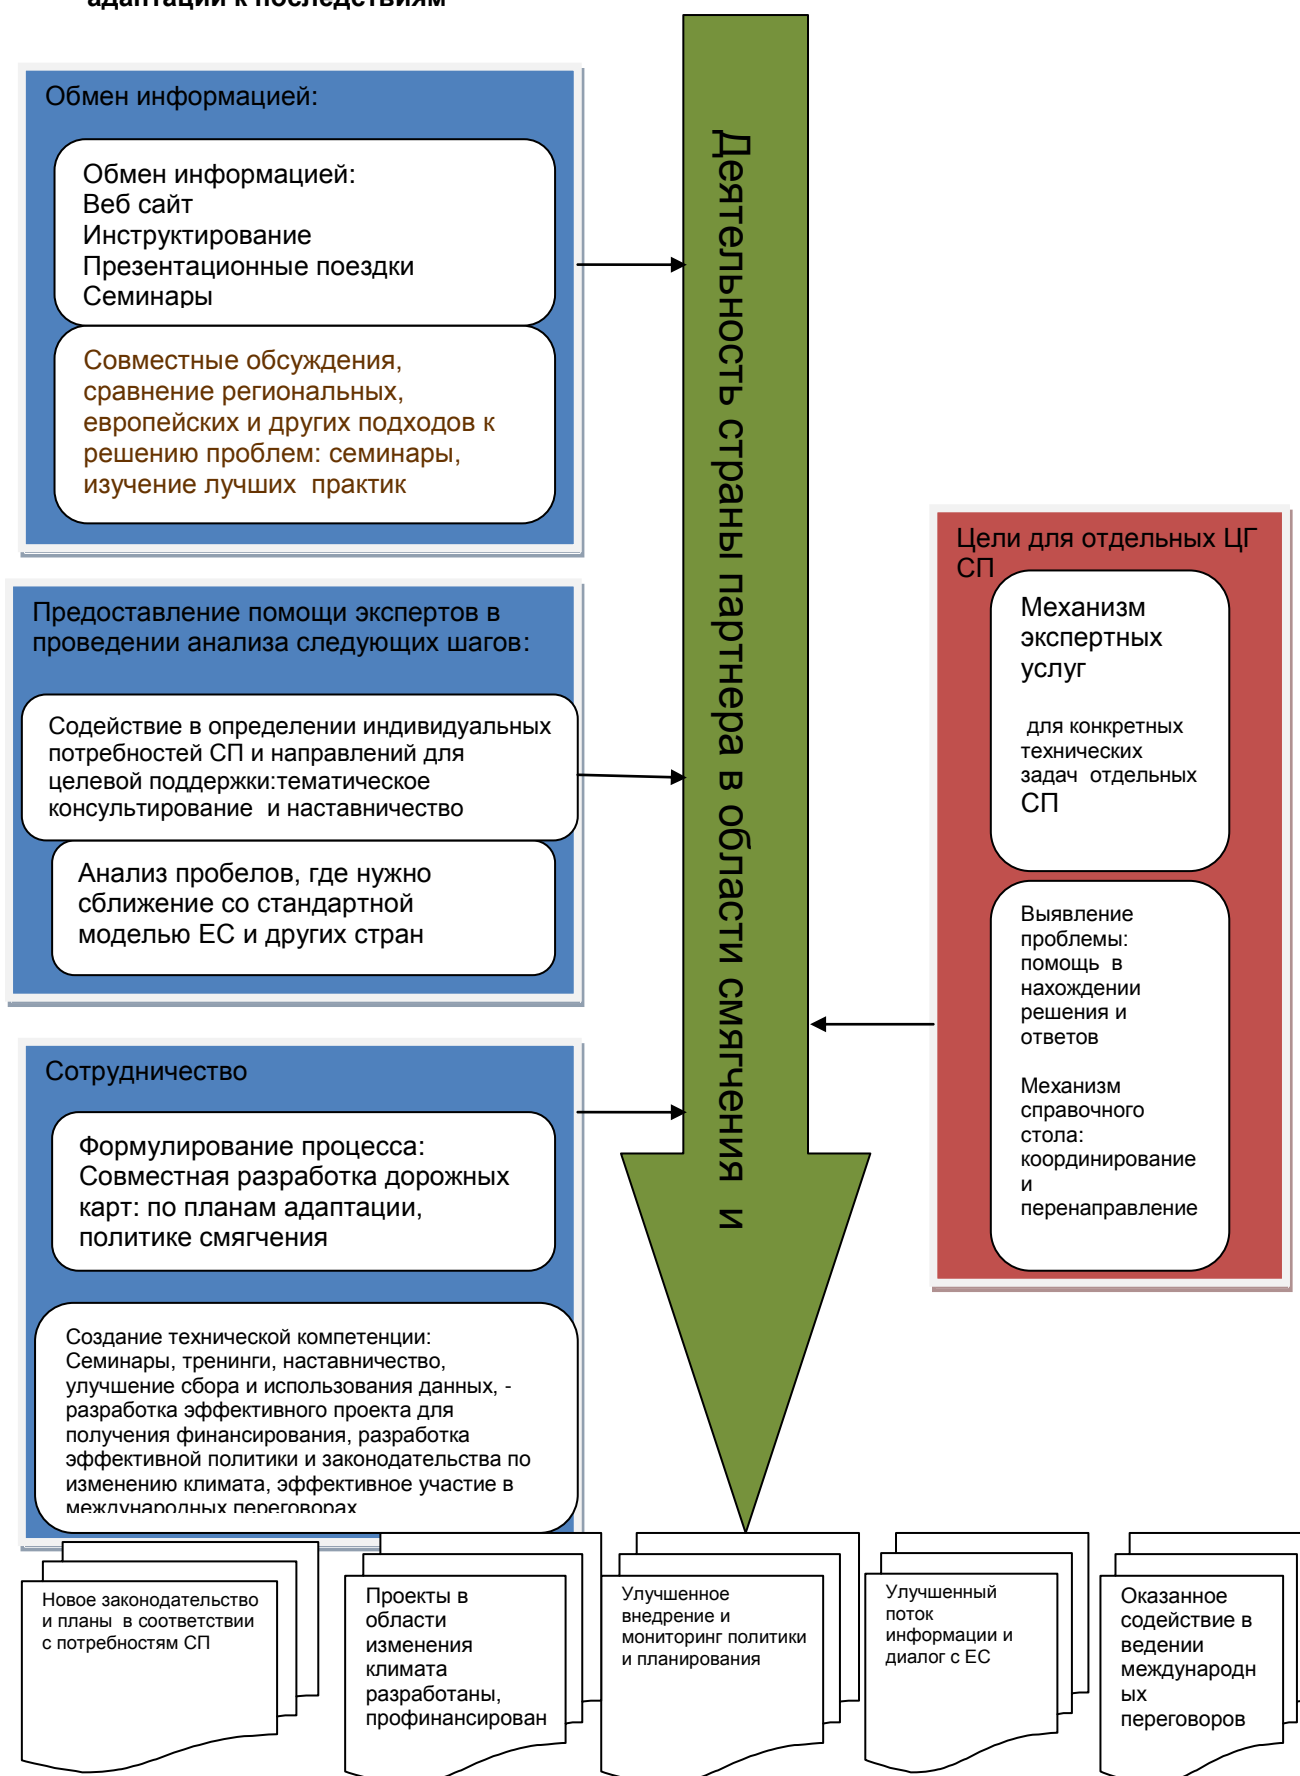 адаптации к последствиям
Обмен информацией:
Обмен информацией:
Веб сайт
Инструктирование
Презентационные поездки
Семинары
Совместные обсуждения,
сравнение региональных,
европейских и других подходов к
решению проблем: семинары,
изучение лучших практик
Предоставление помощи экспертов в
проведении анализа следующих шагов:
Содействие в определении индивидуальных
потребностей СП и направлений для
целевой поддержки:тематическое
консультирование и наставничество
Анализ пробелов, где нужно
сближение со стандартной
моделью ЕС и других стран
Сотрудничество
Формулирование процесса:
Совместная разработка дорожных
карт: по планам адаптации,
политике смягчения
Создание технической компетенции:
Семинары, тренинги, наставничество,
улучшение сбора и использования данных, -
разработка эффективного проекта для
получения финансирования, разработка
эффективной политики и законодательства по
изменению климата, эффективное участие в
международных переговорах
Деятельность страны партнера в области смягчения и
Цели для отдельных ЦГ
СП
Механизм
экспертных
услуг
для конкретных
технических
задач отдельных
СП
Выявление
проблемы:
помощь в
нахождении
решения и
ответов
Механизм
справочного
стола:
координирование
и
перенаправление
Новое законодательство
и планы в соответствии
с потребностям СП
Проекты в
области
изменения
климата
разработаны,
профинансирован
Улучшенное
внедрение и
мониторинг политики
и планирования
Улучшенный
поток
информации и
диалог с ЕС
Оказанное
содействие в
ведении
международн
ых
переговоров